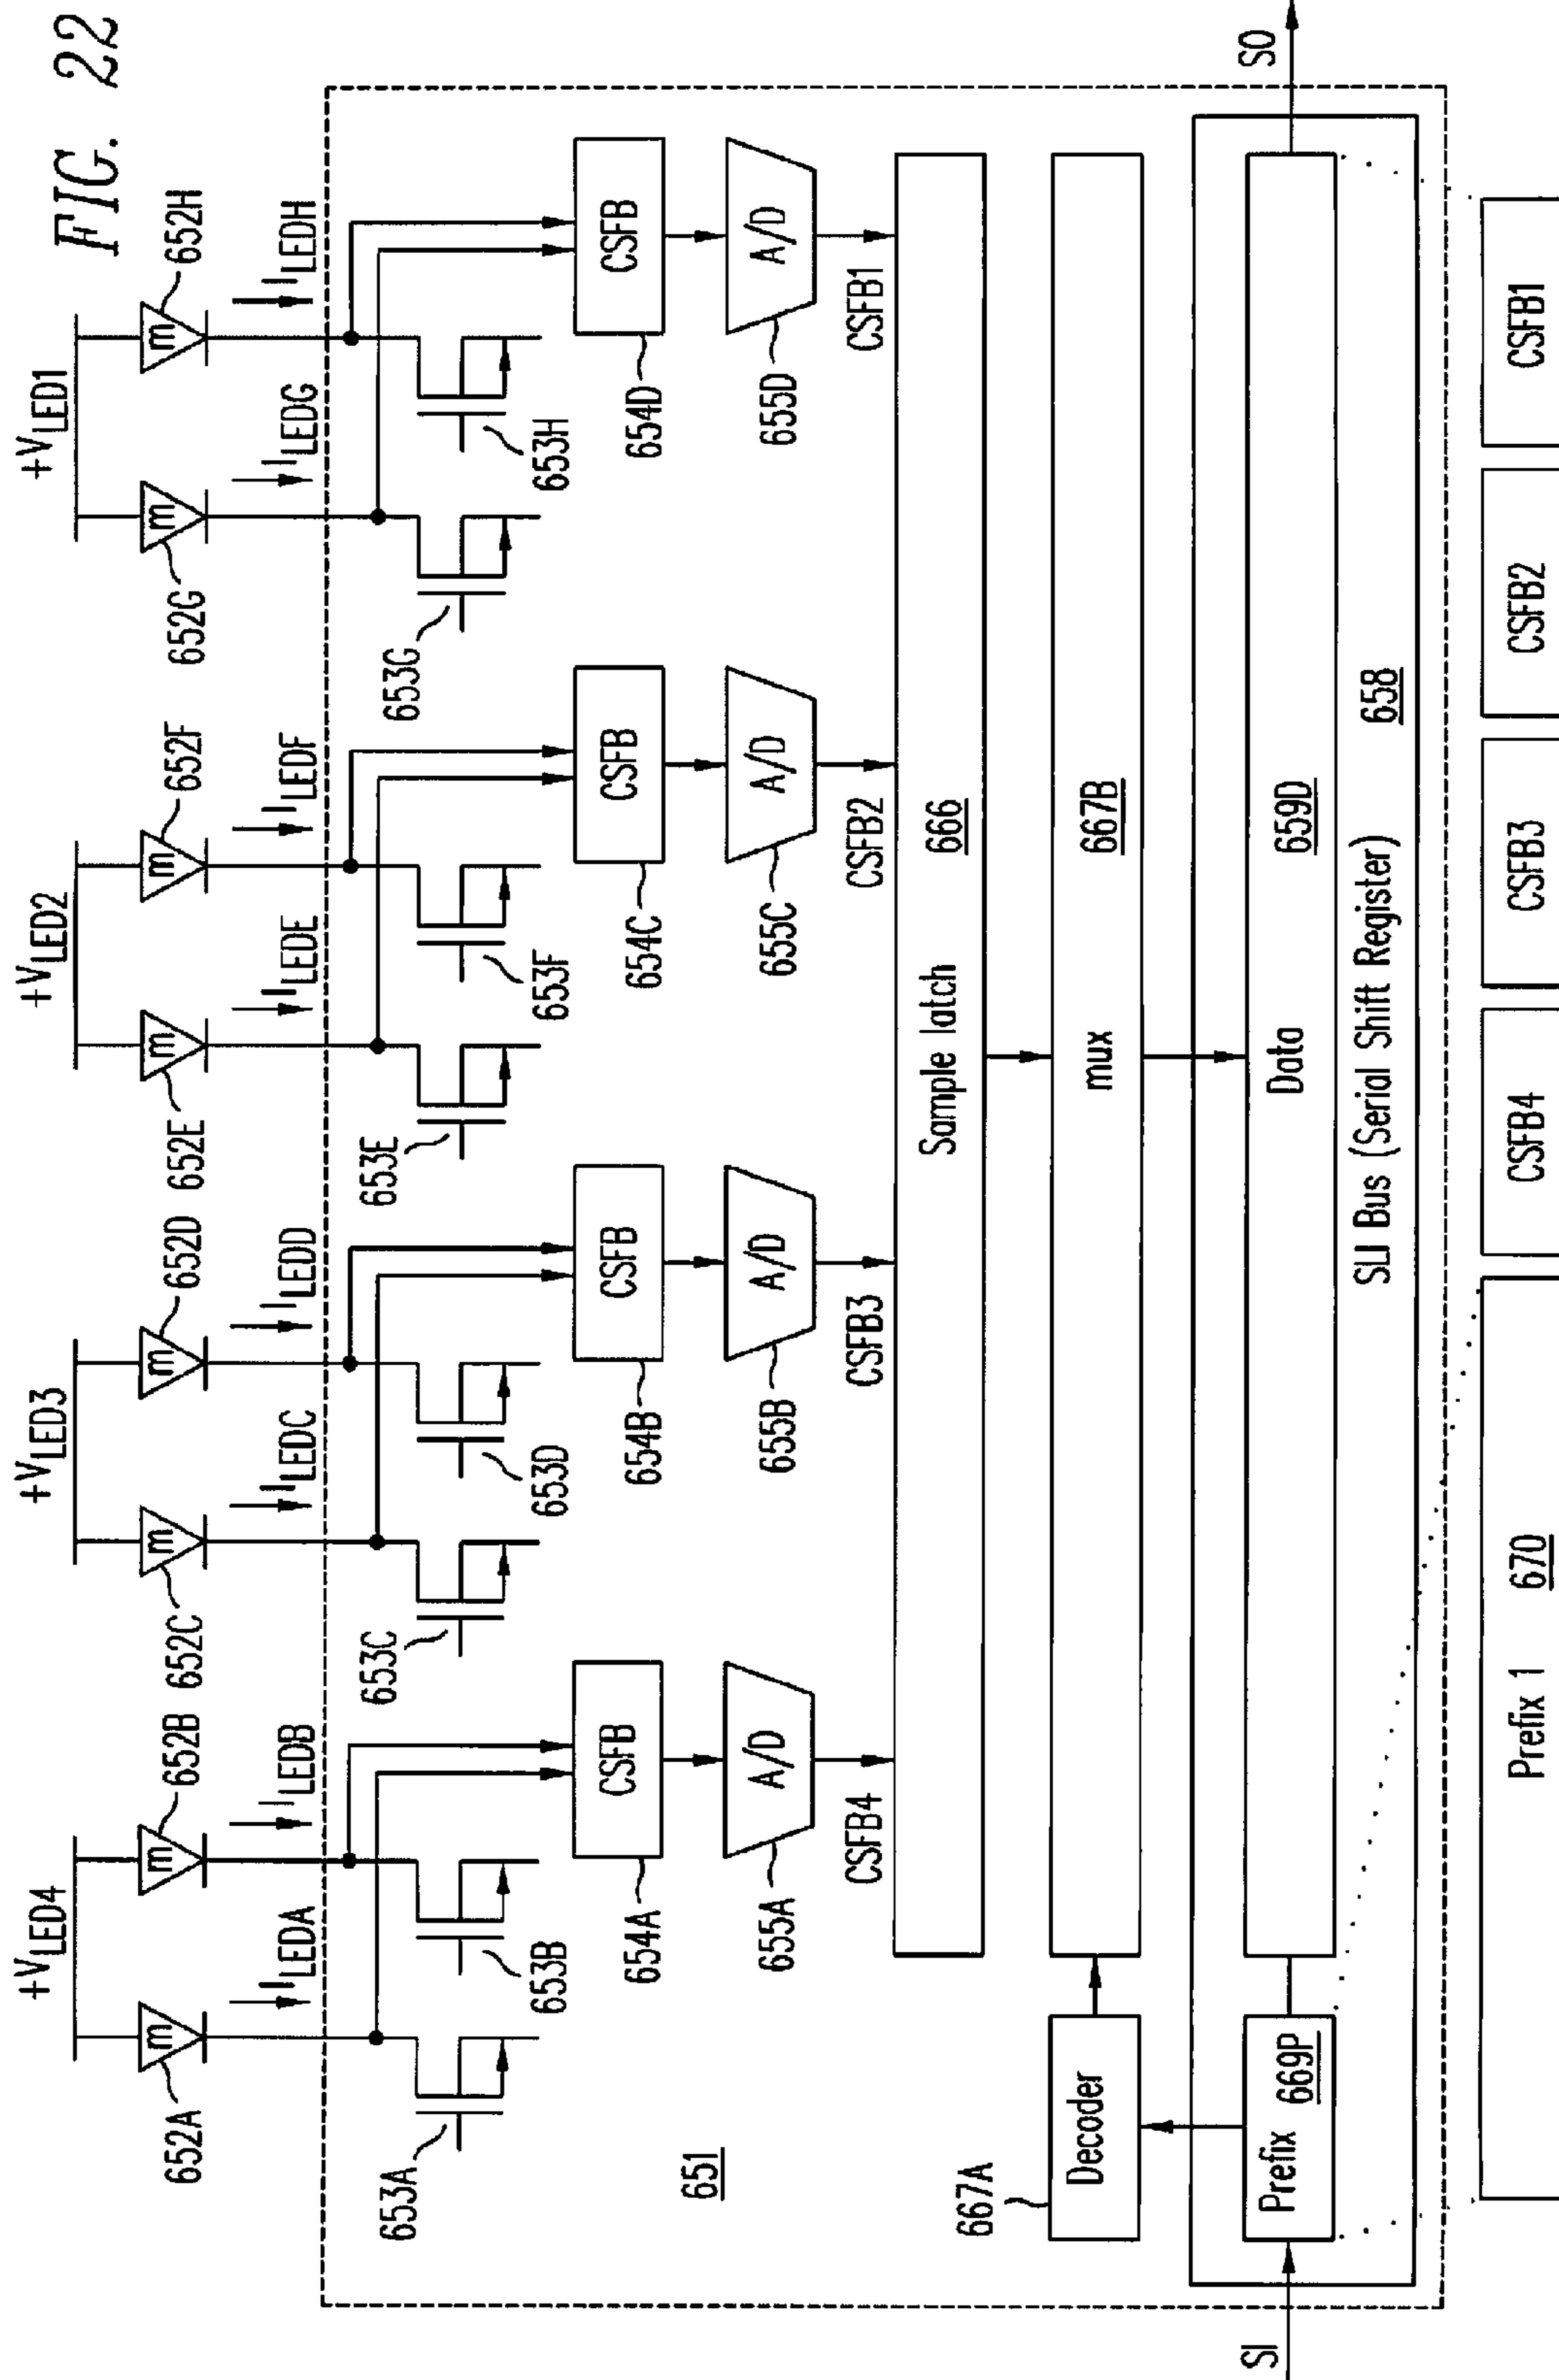 FIG. 22
+VLED4 +VLED3 +VLED2 +VLED1
m m m m m m m m
652A 652B 652C 652D 652E 652F 652G 652H
ILEDA ILEDB ILEDC ILEDD ILEDE ILEDF ILEDG ILEDH
653A 653B 653C 653D 653E 653F 653G 653H
CSFB CSFB CSFB CSFB
654A 654B 654C 654D
A/D A/D A/D A/D
655A 655B 655C 655D
CSFB4 CSFB3 CSFB2 CSFB1
651
Sample latch 666
667A
Decoder mux 667B
SI Prefix 669P Data 659D SO
SLI Bus (Serial Shift Register) 658
Prefix 1 670 CSFB4 CSFB3 CSFB2 CSFB1